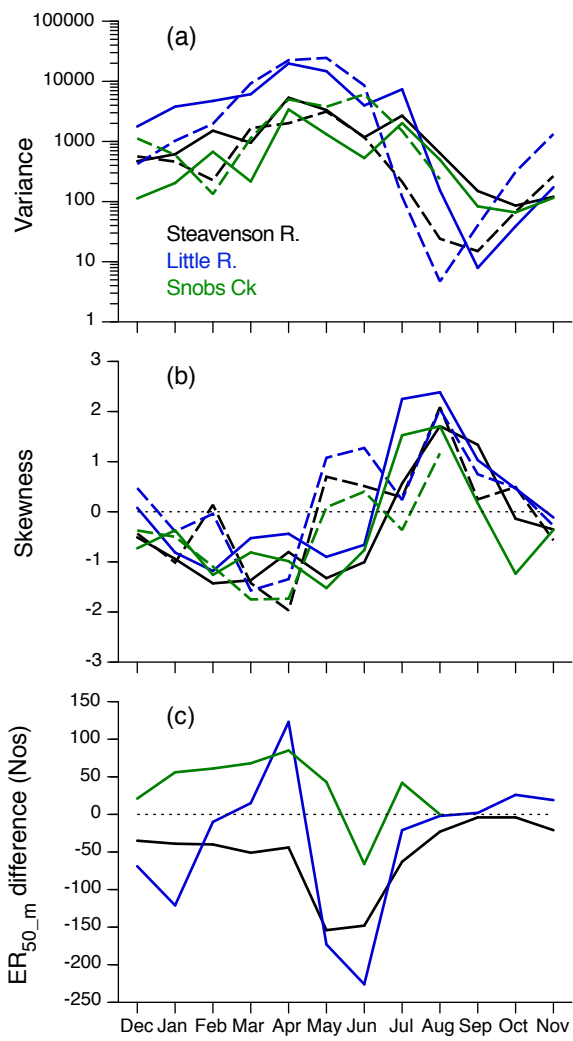 (a)
100000
10000
1000
100
10
1
Variance
Steavenson R.
Little R.
Snobs Ck
(b)
3
2
1
0
-1
-2
-3
Skewness
(c)
150
100
50
0
-50
-100
-150
-200
-250
ER50_m difference (Nos)
Dec Jan Feb Mar Apr May Jun Jul Aug Sep Oct Nov